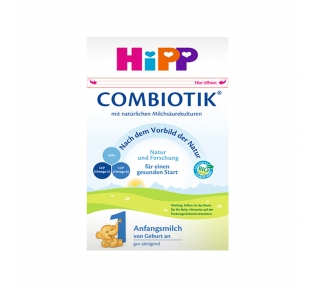 HiPP
Hier öffnen
COMBIOTIK®
mit natürlichen Milchsäurekulturen
Nach dem Vorbild der Natur
Natur
und Forschung
für einen
gesunden Start
LCP
(Omega 3)
LCP
(Omega 6)
BIO
1
Anfangsmilch
von Geburt an
gut sättigend